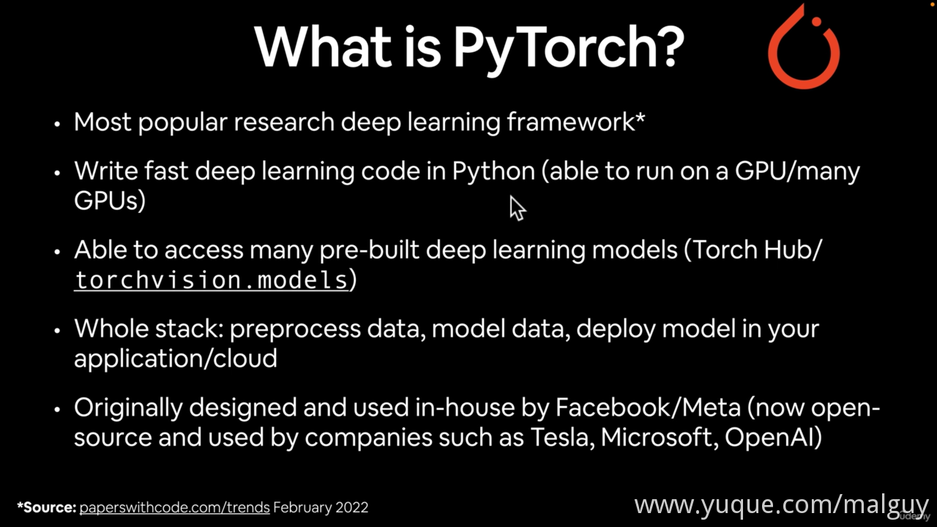 What is PyTorch?
• Most popular research deep learning framework*
• Write fast deep learning code in Python (able to run on a GPU/many
GPUs)
• Able to access many pre-built deep learning models (Torch Hub/
torchvision.models)
• Whole stack: preprocess data, model data, deploy model in your
application/cloud
• Originally designed and used in-house by Facebook/Meta (now open-
source and used by companies such as Tesla, Microsoft, OpenAI)
*Source: paperswithcode.com/trends February 2022
www.yuque.com/malguy
udemy